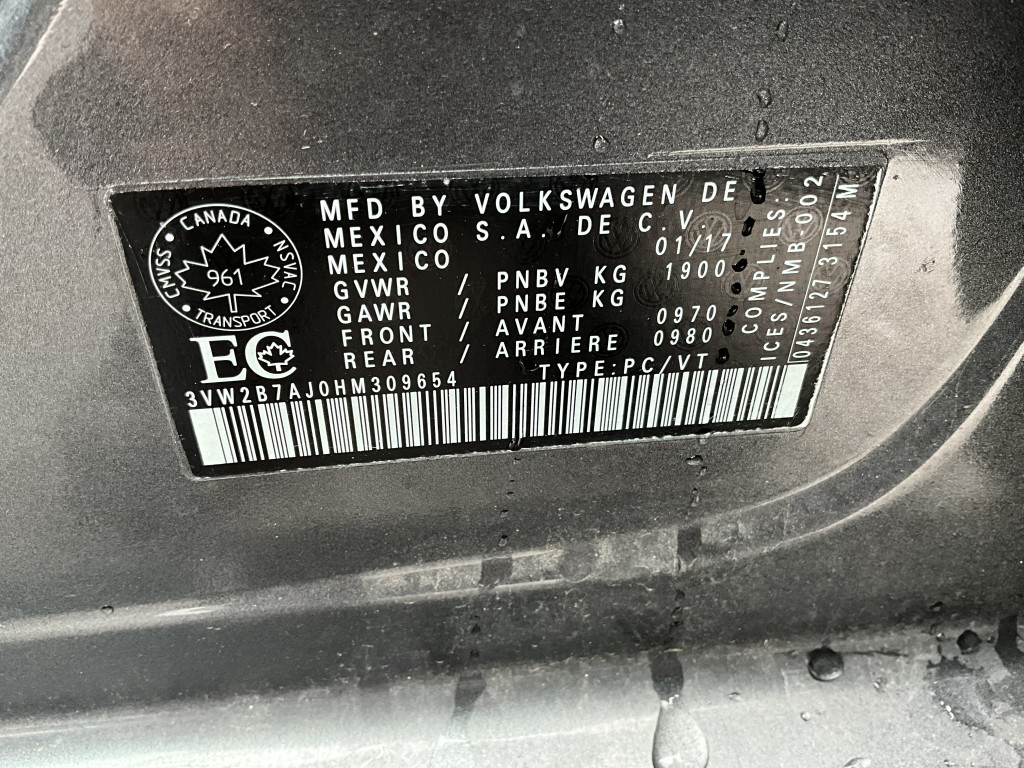 CANADA
CMVSS
NSVAC
961
TRANSPORT
EC
MFD BY VOLKSWAGEN DE
MEXICO S.A. DE C.V.
MEXICO 01/17
GVWR / PNBV KG 1900
GAWR / PNBE KG
FRONT / AVANT 0970
REAR / ARRIERE 0980
TYPE:PC/VT
3VW2B7AJ0HM309654
COMPLIES:
ICES/NMB-002
0436127 3154 M